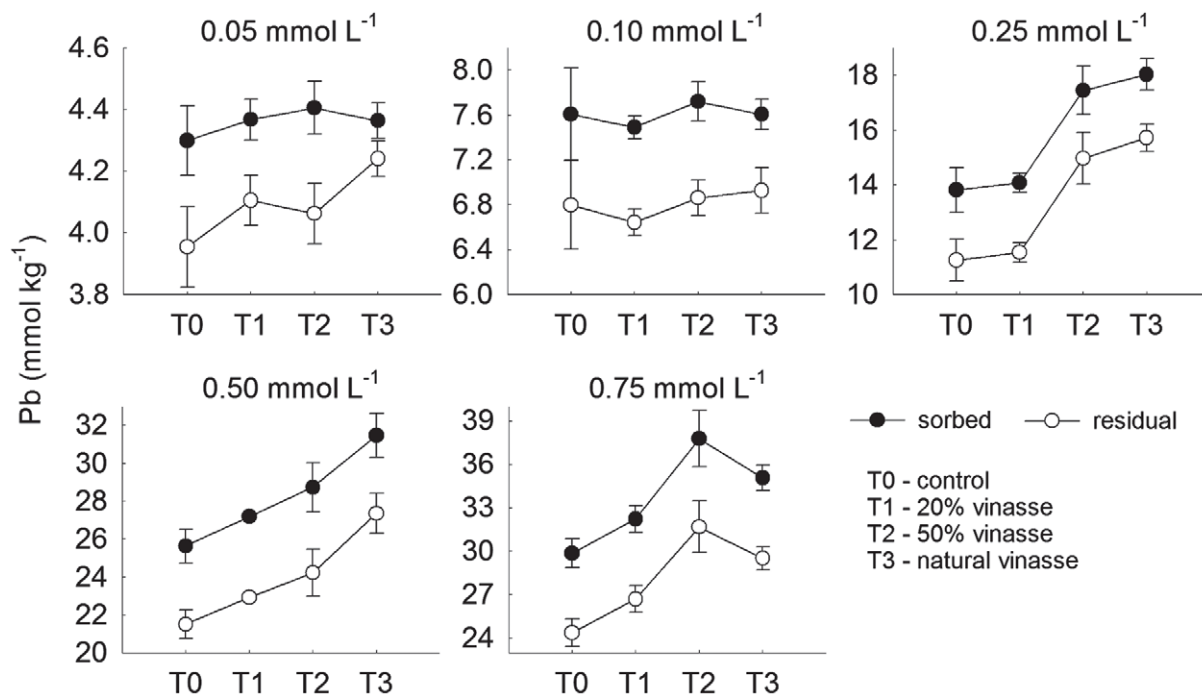 0.05 mmol L⁻¹
0.10 mmol L⁻¹
0.25 mmol L⁻¹
4.6
4.4
4.2
4.0
3.8
8.0
7.6
7.2
6.8
6.4
6.0
18
16
14
12
10
T0 T1 T2 T3
T0 T1 T2 T3
T0 T1 T2 T3
Pb (mmol kg⁻¹)
0.50 mmol L⁻¹
0.75 mmol L⁻¹
32
30
28
26
24
22
20
39
36
33
30
27
24
T0 T1 T2 T3
T0 T1 T2 T3
sorbed residual
T0 - control
T1 - 20% vinasse
T2 - 50% vinasse
T3 - natural vinasse